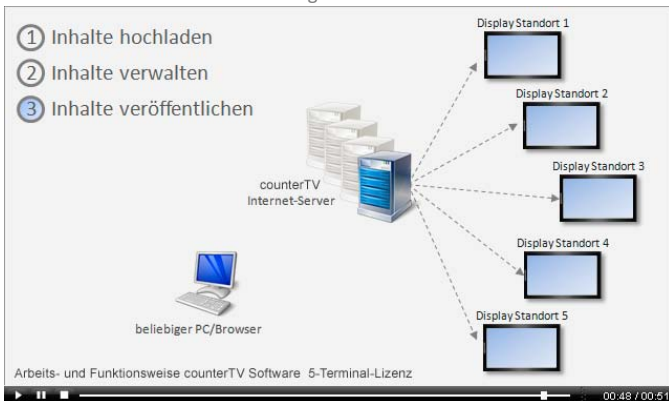 1 Inhalte hochladen
2 Inhalte verwalten
3 Inhalte veröffentlichen
Display Standort 1
Display Standort 2
Display Standort 3
Display Standort 4
Display Standort 5
counterTV
Internet-Server
beliebiger PC/Browser
Arbeits- und Funktionsweise counterTV Software 5-Terminal-Lizenz
00:48 / 00:51